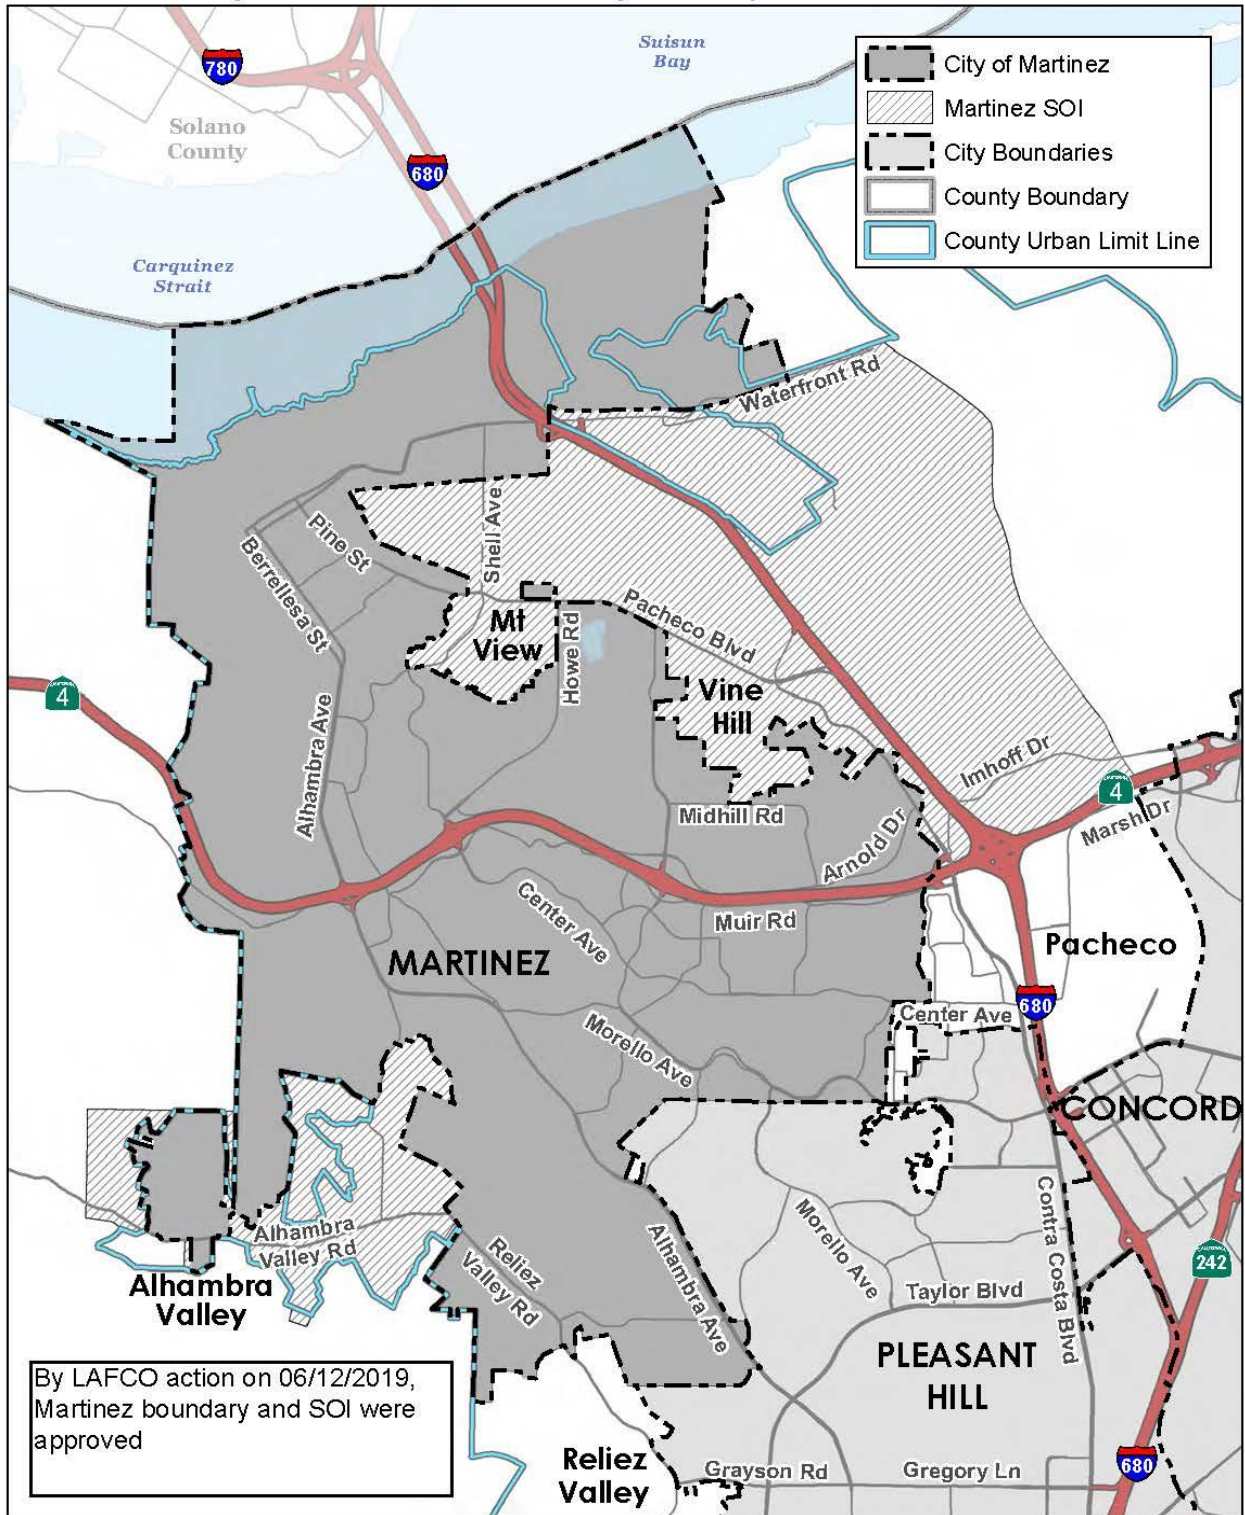 780
Suisun
Bay
City of Martinez
Martinez SOI
City Boundaries
County Boundary
County Urban Limit Line
Solano
County
680
Carquinez
Strait
Waterfront Rd
Shell Ave
Pine St
Berrellesa St
Mt
View
Howe Rd
Pacheco Blvd
Vine
Hill
4
Alhambra Ave
Imhoff Dr
CALIFORNIA
4
Marsh Dr
Midhill Rd
Arnold Dr
Center Ave
Muir Rd
MARTINEZ
Pacheco
680
Center Ave
Morello Ave
CONCORD
Alhambra
Valley Rd
Reliez
Valley Rd
Alhambra Ave
Morello Ave
Contra Costa Blvd
242
Alhambra
Valley
Taylor Blvd
PLEASANT
HILL
By LAFCO action on 06/12/2019,
Martinez boundary and SOI were
approved
Reliez
Valley
Grayson Rd
Gregory Ln
680